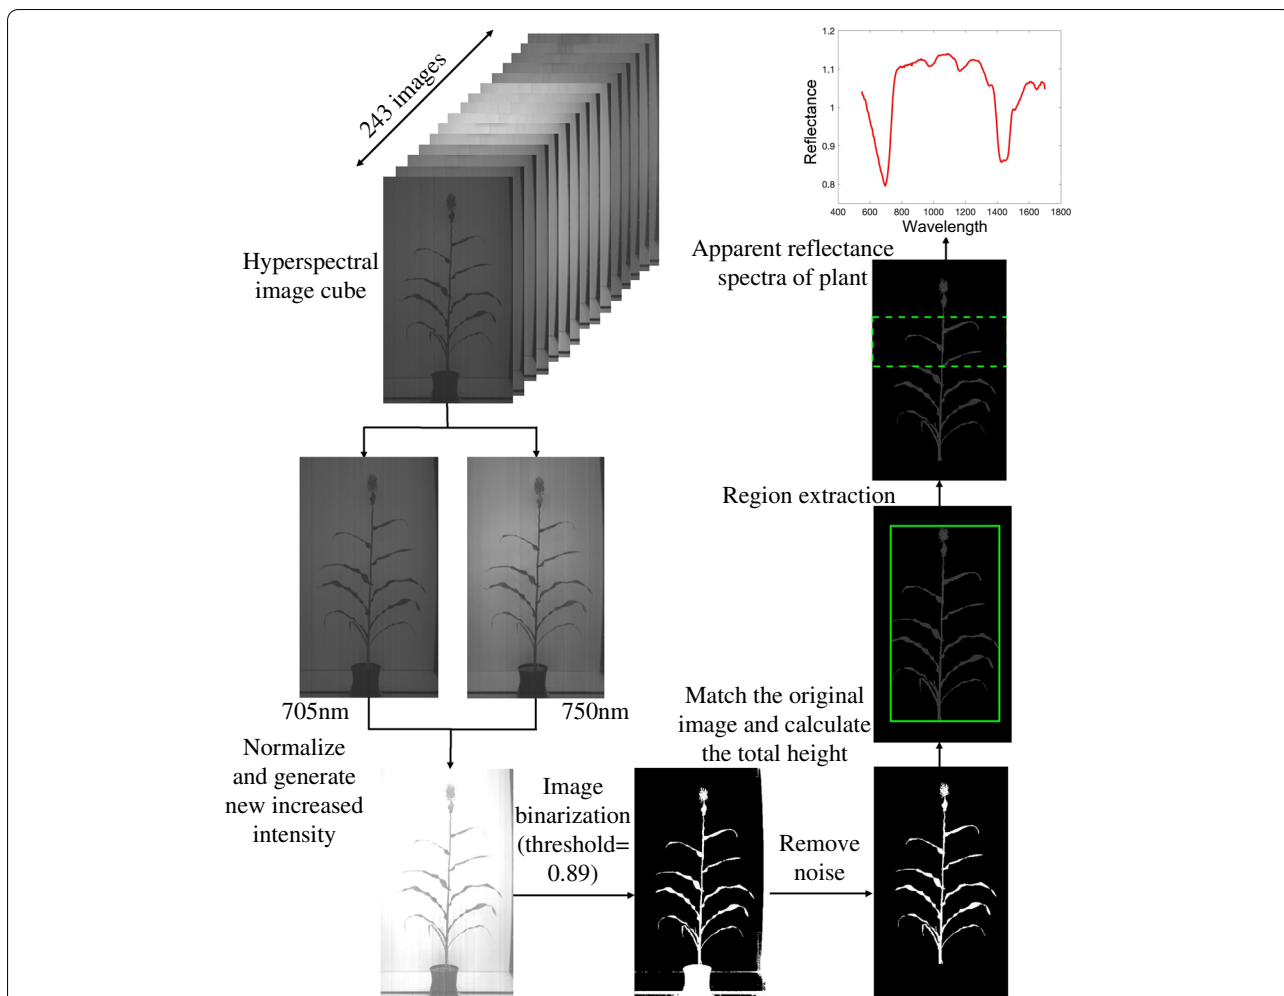 243 images
Hyperspectral
image cube
705nm
750nm
Normalize
and generate
new increased
intensity
Image
binarization
(threshold=
0.89)
Remove
noise
Match the original
image and calculate
the total height
Region extraction
Apparent reflectance
spectra of plant
Reflectance
1.2
1.1
1
0.9
0.8
400 600 800 1000 1200 1400 1600 1800
Wavelength